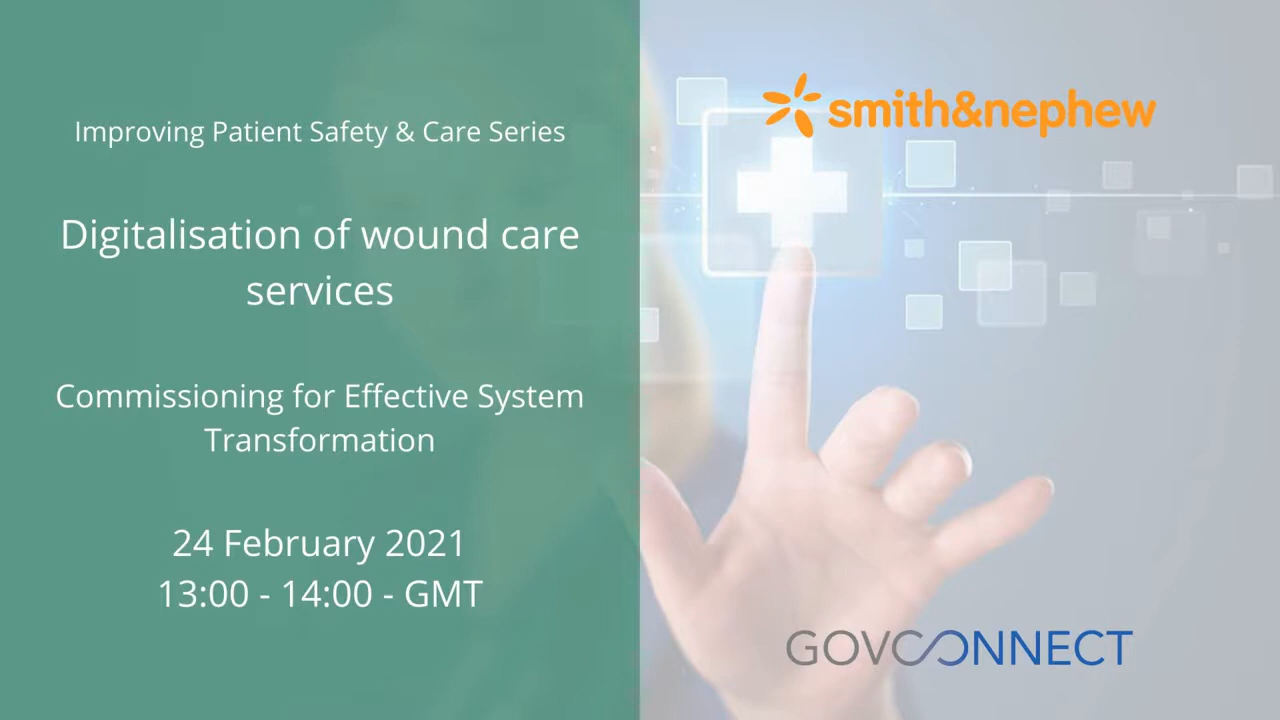 Improving Patient Safety & Care Series
Digitalisation of wound care
services
Commissioning for Effective System
Transformation
24 February 2021
13:00 - 14:00 - GMT
smith&nephew
GOVCONNECT